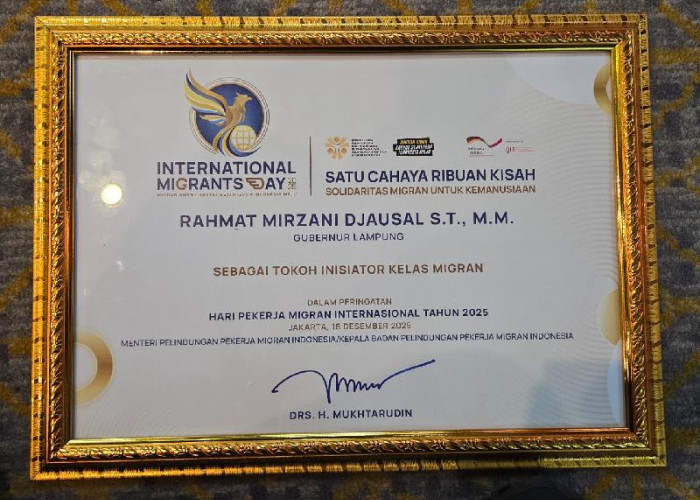 INTERNATIONAL
MIGRANTS DAY
SATU CAHAYA RIBUAN KISAH
SOLIDARITAS MIGRAN UNTUK KEMANUSIAAN
RAHMAT MIRZANI DJAUSAL S.T., M.M.
GUBERNUR LAMPUNG
SEBAGAI TOKOH INISIATOR KELAS MIGRAN
DALAM PERINGATAN
HARI PEKERJA MIGRAN INTERNASIONAL TAHUN 2025
JAKARTA, 18 DESEMBER 2025
MENTERI PELINDUNGAN PEKERJA MIGRAN INDONESIA/KEPALA BADAN PELINDUNGAN PEKERJA MIGRAN INDONESIA
DRS. H. MUKHTARUDIN